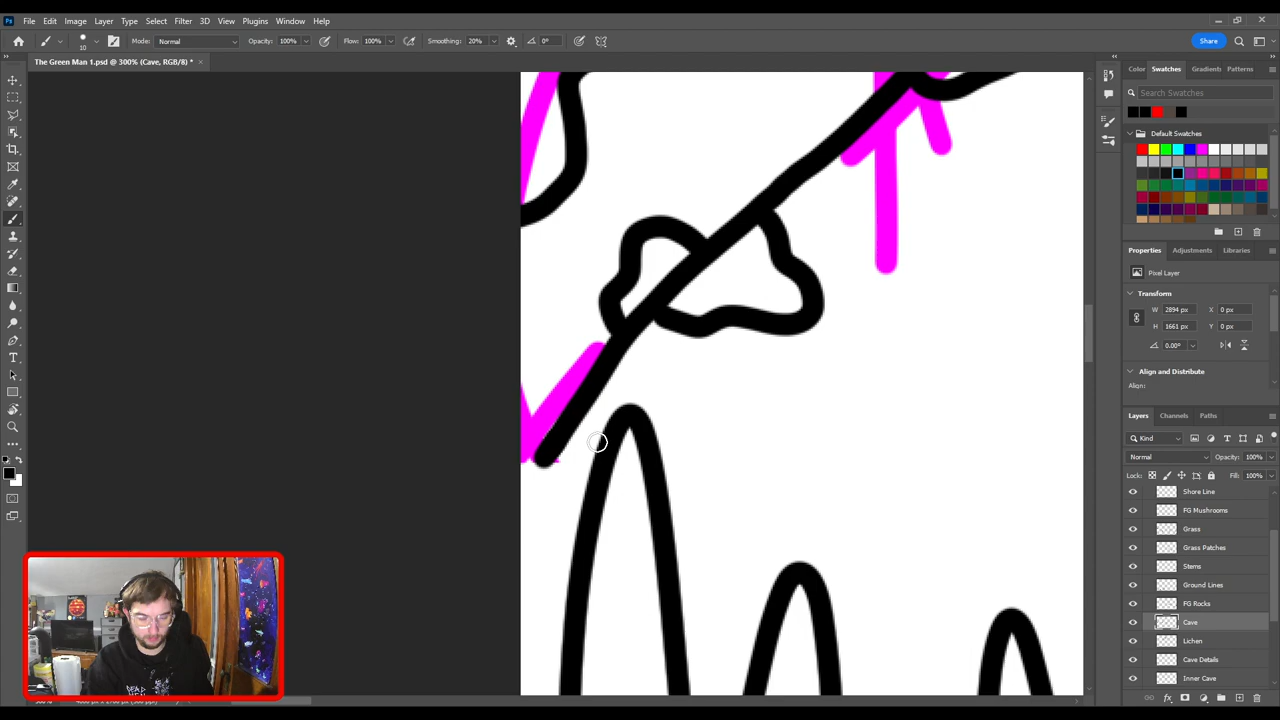 Ps File Edit Image Layer Type Select Filter 3D View Plugins Window Help
10 Mode: Normal Opacity: 100% Flow: 100% Smoothing: 20% 0° Share
The Green Man 1.psd @ 300% (Cave, RGB/8) *
Color Swatches Gradients Patterns
Search Swatches
Default Swatches
Properties Adjustments Libraries
Pixel Layer
Transform
W 2894 px X 0 px
H 1661 px Y 0 px
0.00°
Align and Distribute
Align:
Layers Channels Paths
Kind
Normal Opacity: 100%
Lock: Fill: 100%
Shore Line
FG Mushrooms
Grass
Grass Patches
Stems
Ground Lines
FG Rocks
Cave
Lichen
Cave Details
Inner Cave